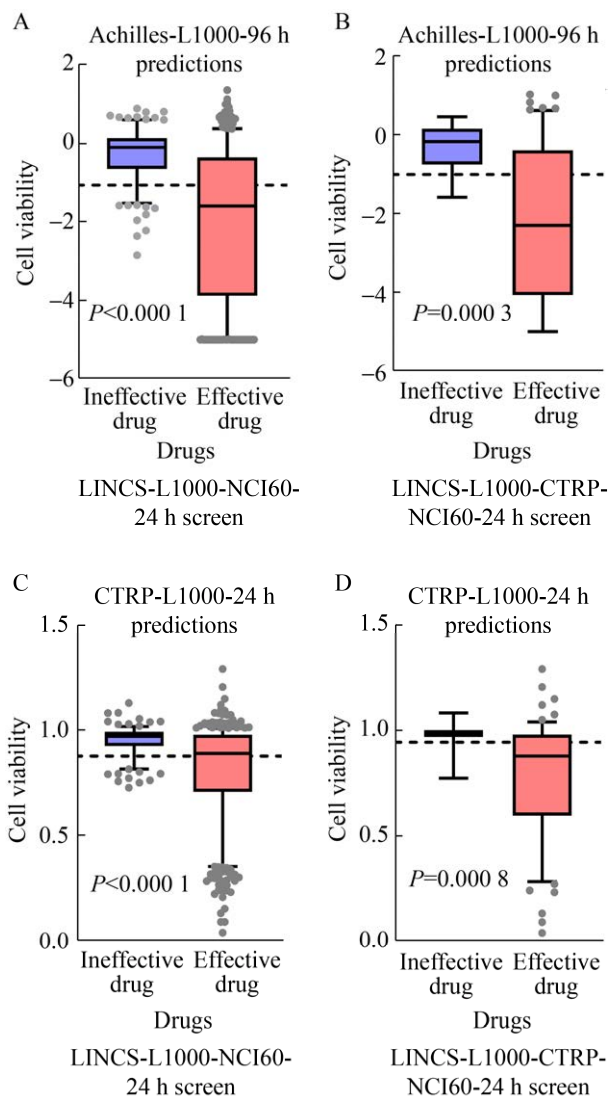 A
Achilles-L1000-96 h
predictions
2
0
−2
−4
−6
Cell viability
P<0.000 1
Ineffective
drug
Effective
drug
Drugs
LINCS-L1000-NCI60-
24 h screen
B
Achilles-L1000-96 h
predictions
2
0
−2
−4
−6
Cell viability
P=0.000 3
Ineffective
drug
Effective
drug
Drugs
LINCS-L1000-CTRP-
NCI60-24 h screen
C
CTRP-L1000-24 h
predictions
1.5
1.0
0.5
0.0
Cell viability
P<0.000 1
Ineffective
drug
Effective
drug
Drugs
LINCS-L1000-NCI60-
24 h screen
D
CTRP-L1000-24 h
predictions
1.5
1.0
0.5
0.0
Cell viability
P=0.000 8
Ineffective
drug
Effective
drug
Drugs
LINCS-L1000-CTRP-
NCI60-24 h screen